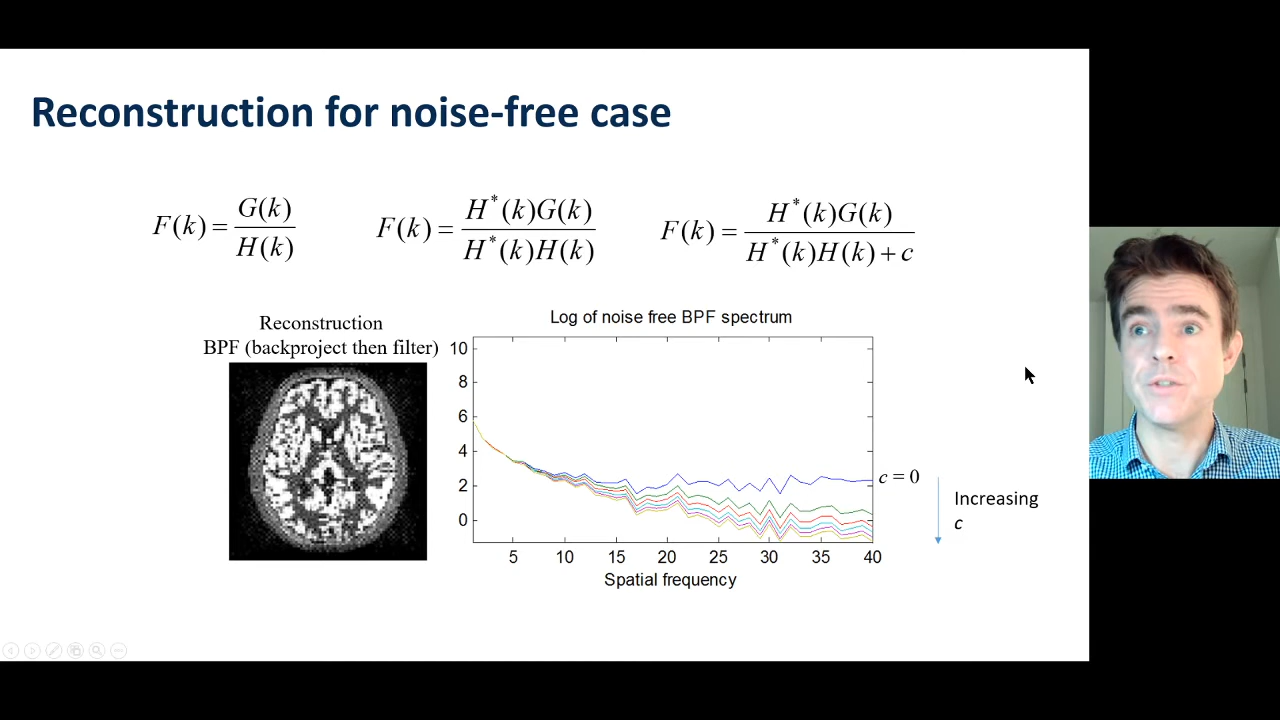 Reconstruction for noise-free case
F(k) = G(k) / H(k)
F(k) = H*(k)G(k) / H*(k)H(k)
F(k) = H*(k)G(k) / H*(k)H(k) + c
Reconstruction
BPF (backproject then filter)
Log of noise free BPF spectrum
10
8
6
4
2
0
5 10 15 20 25 30 35 40
Spatial frequency
c = 0
Increasing
c